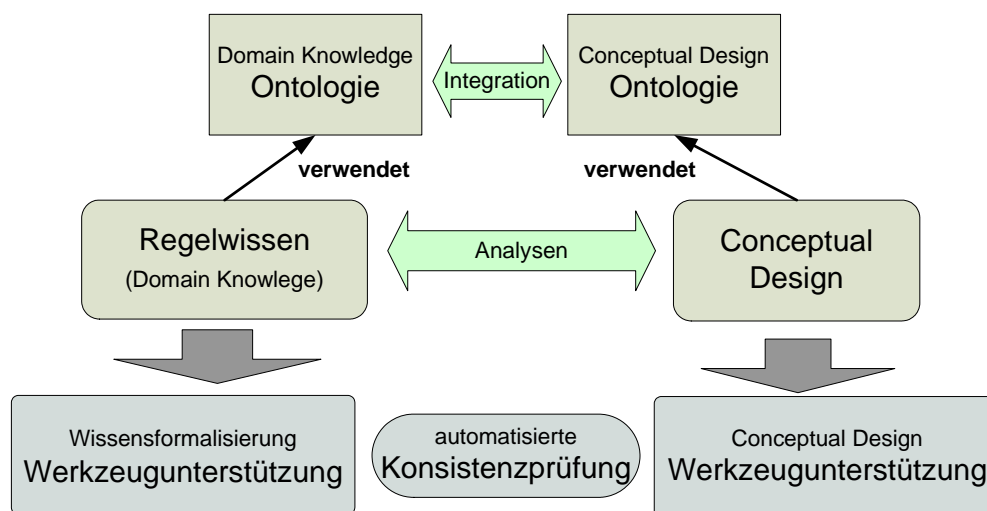 Domain Knowledge
Ontologie
Integration
Conceptual Design
Ontologie
verwendet
verwendet
Regelwissen
(Domain Knowlege)
Analysen
Conceptual
Design
Wissensformalisierung
Werkzeugunterstützung
automatisierte
Konsistenzprüfung
Conceptual Design
Werkzeugunterstützung